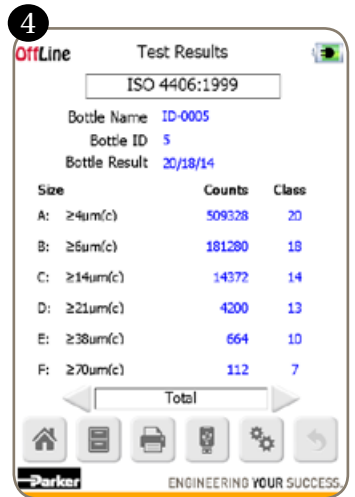 4
OffLine Test Results
ISO 4406:1999
Bottle Name ID-0005
Bottle ID 5
Bottle Result 20/18/14
Size Counts Class
A: ≥4um(c) 509328 20
B: ≥6um(c) 181280 18
C: ≥14um(c) 14372 14
D: ≥21um(c) 4200 13
E: ≥38um(c) 664 10
F: ≥70um(c) 112 7
Total
Parker ENGINEERING YOUR SUCCESS.